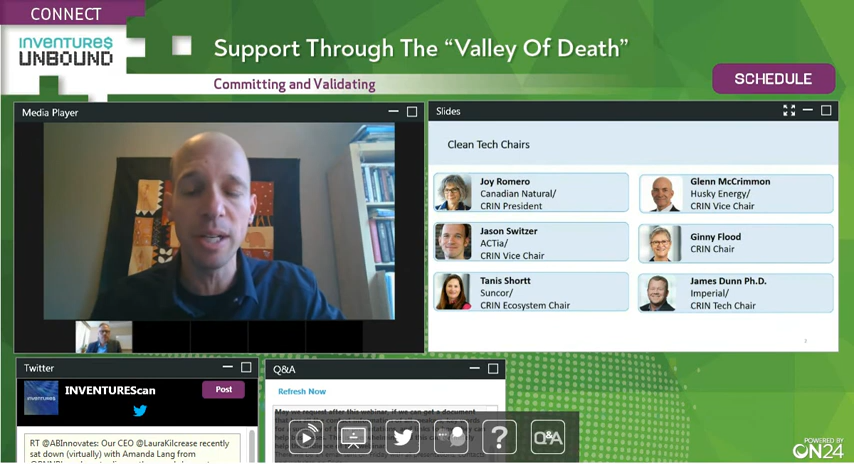 CONNECT
INVENTURE$
UNBOUND
Support Through The “Valley Of Death”
Committing and Validating
SCHEDULE
Media Player
Slides
Clean Tech Chairs
Joy Romero
Canadian Natural/
CRIN President
Glenn McCrimmon
Husky Energy/
CRIN Vice Chair
Jason Switzer
ACTia/
CRIN Vice Chair
Ginny Flood
CRIN Chair
Tanis Shortt
Suncor/
CRIN Ecosystem Chair
James Dunn Ph.D.
Imperial/
CRIN Tech Chair
Twitter
INVENTUREScan
Post
RT @ABInnovates: Our CEO @LauraKilcrease recently
sat down (virtually) with Amanda Lang from
Q&A
Refresh Now
May we request after this webinar, if we can get a document
Q&A
POWERED BY
ON24